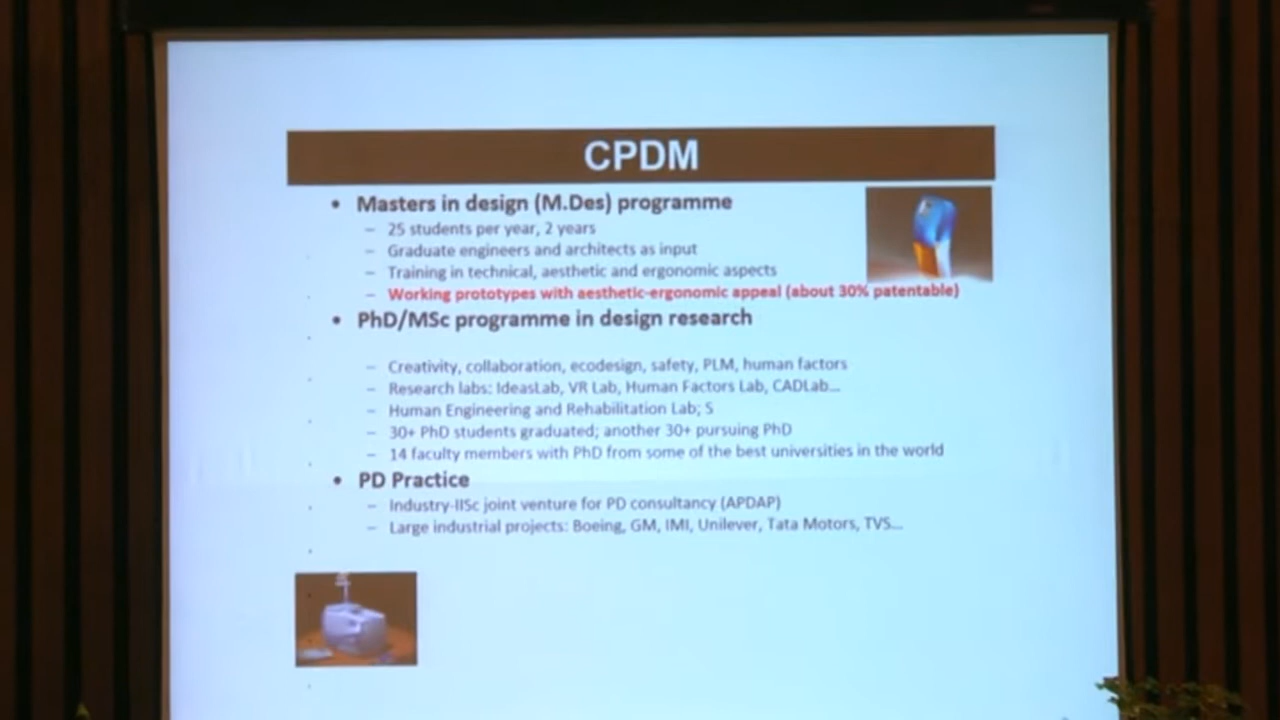 CPDM
• Masters in design (M.Des) programme
– 25 students per year, 2 years
– Graduate engineers and architects as input
– Training in technical, aesthetic and ergonomic aspects
– Working prototypes with aesthetic-ergonomic appeal (about 30% patentable)
• PhD/MSc programme in design research
– Creativity, collaboration, ecodesign, safety, PLM, human factors
– Research labs: IdeasLab, VR Lab, Human Factors Lab, CADLab...
– Human Engineering and Rehabilitation Lab; S
– 30+ PhD students graduated; another 30+ pursuing PhD
– 14 faculty members with PhD from some of the best universities in the world
• PD Practice
– Industry-IISc joint venture for PD consultancy (APDAP)
– Large industrial projects: Boeing, GM, IMI, Unilever, Tata Motors, TVS...